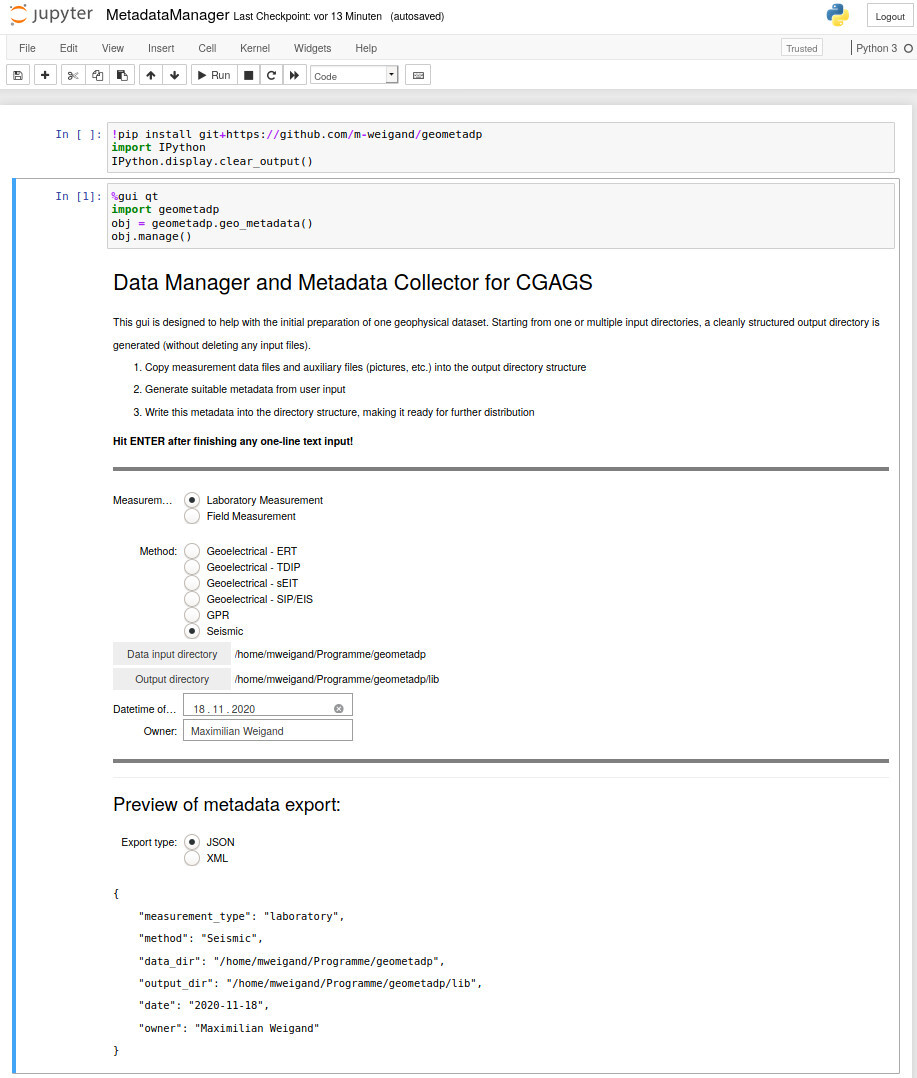 jupyter MetadataManager Last Checkpoint: vor 13 Minuten (autosaved)
Logout
File Edit View Insert Cell Kernel Widgets Help
Trusted
Python 3
Run
Code
In [ ]:
!pip install git+https://github.com/m-weigand/geometadp
import IPython
IPython.display.clear_output()
In [1]:
%gui qt
import geometadp
obj = geometadp.geo_metadata()
obj.manage()
Data Manager and Metadata Collector for CGAGS
This gui is designed to help with the initial preparation of one geophysical dataset. Starting from one or multiple input directories, a cleanly structured output directory is
generated (without deleting any input files).
1. Copy measurement data files and auxiliary files (pictures, etc.) into the output directory structure
2. Generate suitable metadata from user input
3. Write this metadata into the directory structure, making it ready for further distribution
Hit ENTER after finishing any one-line text input!
Measurem... Laboratory Measurement
Field Measurement
Method: Geoelectrical - ERT
Geoelectrical - TDIP
Geoelectrical - sEIT
Geoelectrical - SIP/EIS
GPR
Seismic
Data input directory /home/mweigand/Programme/geometadp
Output directory /home/mweigand/Programme/geometadp/lib
Datetime of... 18 . 11 . 2020
Owner: Maximilian Weigand
Preview of metadata export:
Export type: JSON
XML
{
"measurement_type": "laboratory",
"method": "Seismic",
"data_dir": "/home/mweigand/Programme/geometadp",
"output_dir": "/home/mweigand/Programme/geometadp/lib",
"date": "2020-11-18",
"owner": "Maximilian Weigand"
}